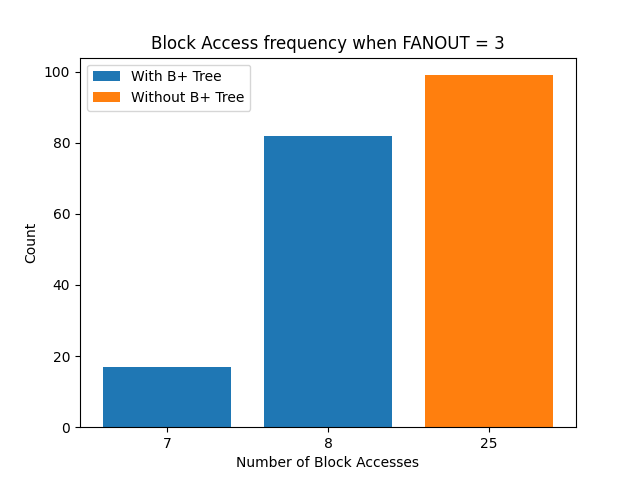 Block Access frequency when FANOUT = 3
With B+ Tree
Without B+ Tree
100
80
60
40
20
0
Count
7 8 25
Number of Block Accesses